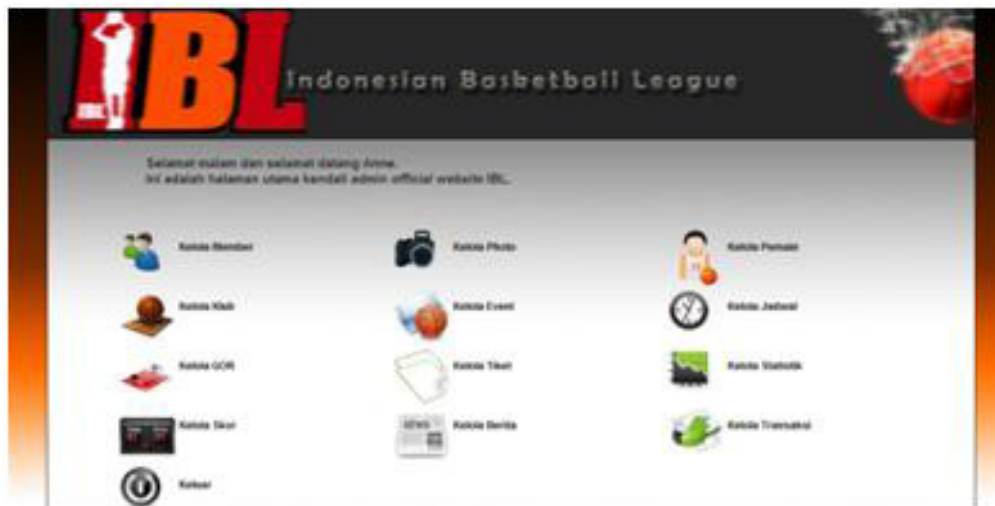 IBL
Indonesian Basketball League
Selamat malam dan selamat datang Anne.
Ini adalah halaman utama kendali admin official website IBL.
Kelola Member
Kelola Photo
Kelola Pemain
Kelola Klub
Kelola Event
Kelola Jadwal
Kelola GOR
Kelola Tiket
Kelola Statistik
Kelola Skor
NEWS
Kelola Berita
Kelola Transaksi
Keluar